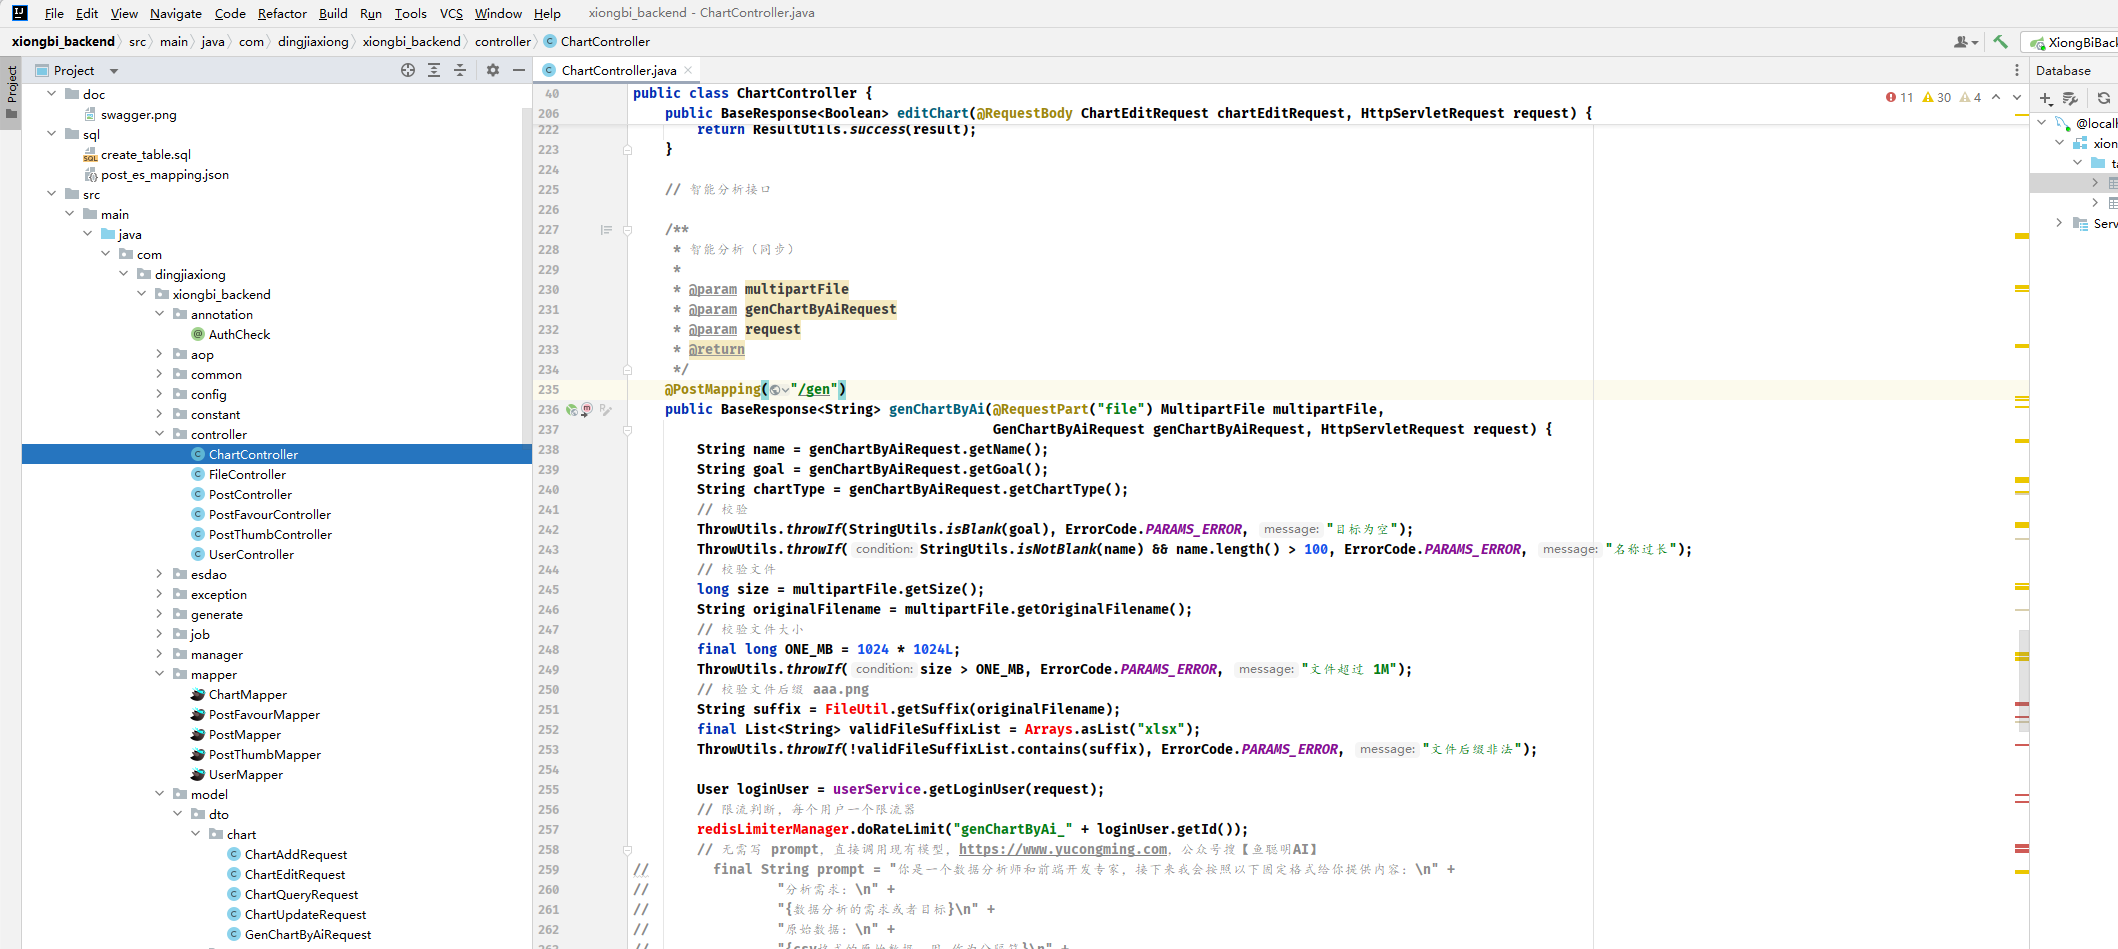 File Edit View Navigate Code Refactor Build Run Tools VCS Window Help xiongbi_backend - ChartController.java
xiongbi_backend src main java com dingjiaxiong xiongbi_backend controller ChartController
XiongBiBack
Project
Project
doc
swagger.png
sql
create_table.sql
post_es_mapping.json
src
main
java
com
dingjiaxiong
xiongbi_backend
annotation
AuthCheck
aop
common
config
constant
controller
ChartController
FileController
PostController
PostFavourController
PostThumbController
UserController
esdao
exception
generate
job
manager
mapper
ChartMapper
PostFavourMapper
PostMapper
PostThumbMapper
UserMapper
model
dto
chart
ChartAddRequest
ChartEditRequest
ChartQueryRequest
ChartUpdateRequest
GenChartByAiRequest
ChartController.java
11 30 4
40 public class ChartController {
206 public BaseResponse<Boolean> editChart(@RequestBody ChartEditRequest chartEditRequest, HttpServletRequest request) {
222 return ResultUtils.success(result);
223 }
224
225 // 智能分析接口
226
227 /**
228 * 智能分析（同步）
229 *
230 * @param multipartFile
231 * @param genChartByAiRequest
232 * @param request
233 * @return
234 */
235 @PostMapping("/gen")
236 public BaseResponse<String> genChartByAi(@RequestPart("file") MultipartFile multipartFile,
237 GenChartByAiRequest genChartByAiRequest, HttpServletRequest request) {
238 String name = genChartByAiRequest.getName();
239 String goal = genChartByAiRequest.getGoal();
240 String chartType = genChartByAiRequest.getChartType();
241 // 校验
242 ThrowUtils.throwIf(StringUtils.isBlank(goal), ErrorCode.PARAMS_ERROR, message: "目标为空");
243 ThrowUtils.throwIf( condition: StringUtils.isNotBlank(name) && name.length() > 100, ErrorCode.PARAMS_ERROR, message: "名称过长");
244 // 校验文件
245 long size = multipartFile.getSize();
246 String originalFilename = multipartFile.getOriginalFilename();
247 // 校验文件大小
248 final long ONE_MB = 1024 * 1024L;
249 ThrowUtils.throwIf( condition: size > ONE_MB, ErrorCode.PARAMS_ERROR, message: "文件超过 1M");
250 // 校验文件后缀 aaa.png
251 String suffix = FileUtil.getSuffix(originalFilename);
252 final List<String> validFileSuffixList = Arrays.asList("xlsx");
253 ThrowUtils.throwIf(!validFileSuffixList.contains(suffix), ErrorCode.PARAMS_ERROR, message: "文件后缀非法");
254
255 User loginUser = userService.getLoginUser(request);
256 // 限流判断，每个用户一个限流器
257 redisLimiterManager.doRateLimit("genChartByAi_" + loginUser.getId());
258 // 无需写 prompt，直接调用现有模型，https://www.yucongming.com，公众号搜【鱼聪明AI】
259 // final String prompt = "你是一个数据分析师和前端开发专家，接下来我会按照以下固定格式给你提供内容：\n" +
260 // "分析需求：\n" +
261 // "{数据分析的需求或者目标}\n" +
262 // "原始数据：\n" +
Database
@localh
xion
ta
Serv